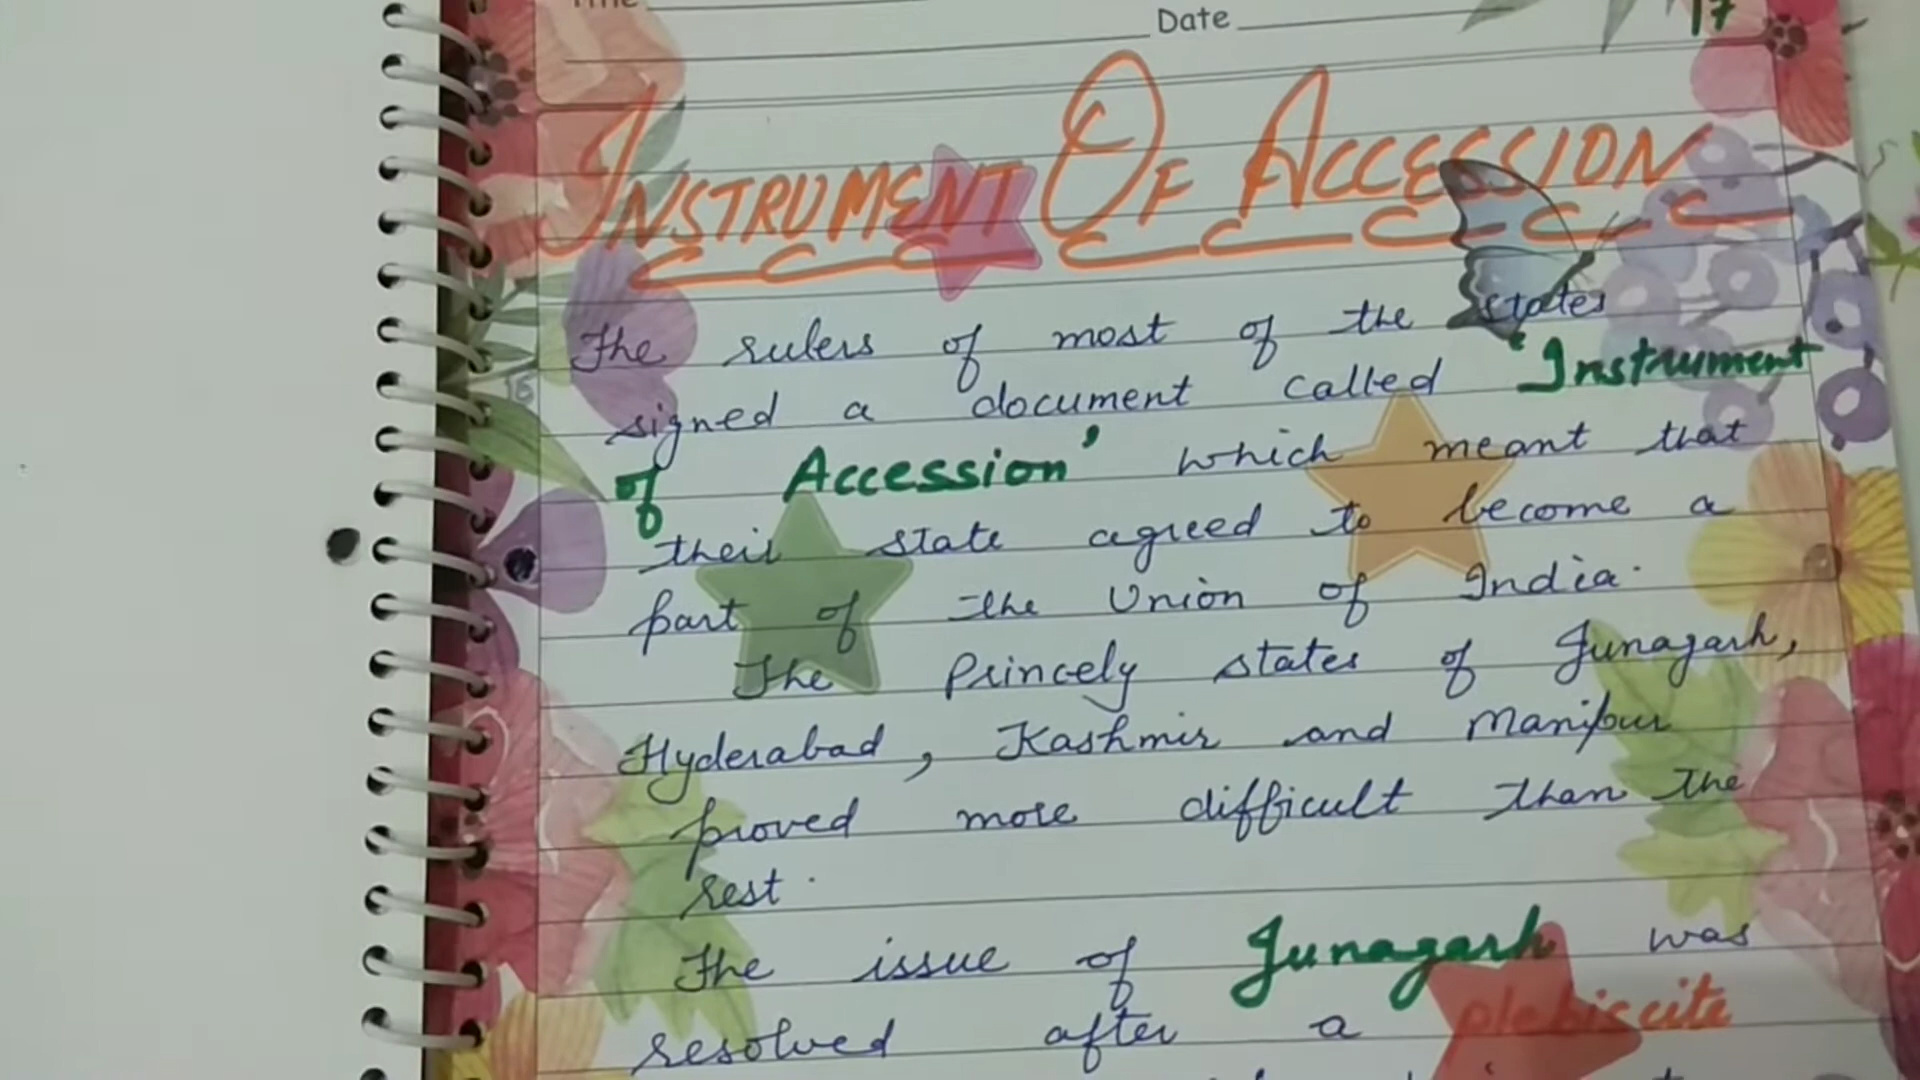 Title
Date
17
INSTRUMENT OF ACCESSION
The rulers of most of the states
signed a document called 'Instrument
of Accession' which meant that
their state agreed to become a
part of the Union of India.
The Princely states of Junagarh,
Hyderabad, Kashmir and Manipur
proved more difficult than the
rest.
The issue of Junagarh was
resolved after a plebiscite